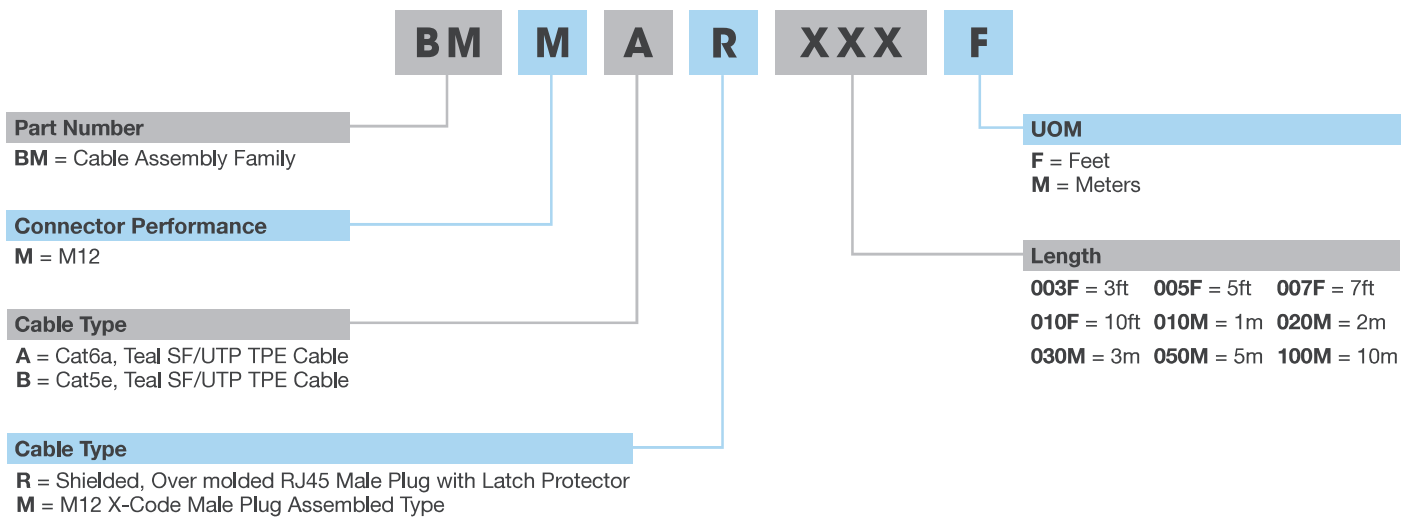 BM M A R XXX F
Part Number
BM = Cable Assembly Family
Connector Performance
M = M12
Cable Type
A = Cat6a, Teal SF/UTP TPE Cable
B = Cat5e, Teal SF/UTP TPE Cable
Cable Type
R = Shielded, Over molded RJ45 Male Plug with Latch Protector
M = M12 X-Code Male Plug Assembled Type
UOM
F = Feet
M = Meters
Length
003F = 3ft 005F = 5ft 007F = 7ft
010F = 10ft 010M = 1m 020M = 2m
030M = 3m 050M = 5m 100M = 10m